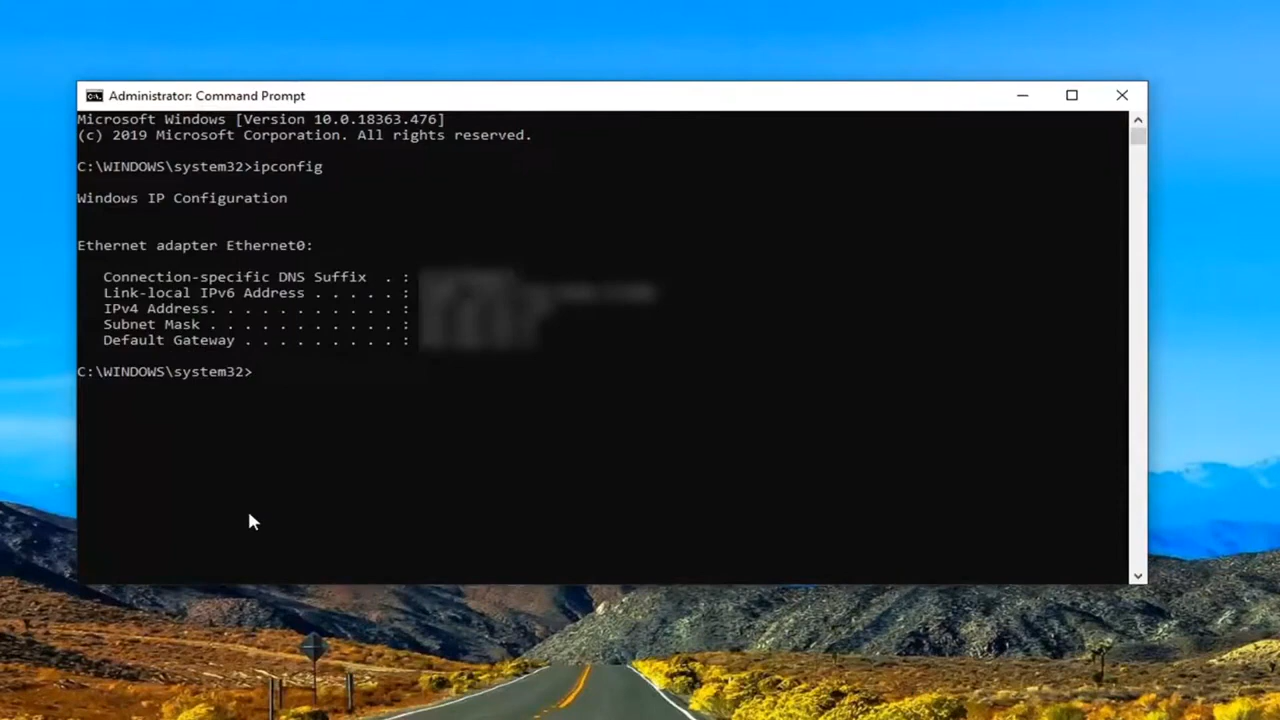 Administrator: Command Prompt
Microsoft Windows [Version 10.0.18363.476]
(c) 2019 Microsoft Corporation. All rights reserved.
C:\WINDOWS\system32>ipconfig
Windows IP Configuration
Ethernet adapter Ethernet0:
Connection-specific DNS Suffix  . :
Link-local IPv6 Address . . . . . :
IPv4 Address. . . . . . . . . . . :
Subnet Mask . . . . . . . . . . . :
Default Gateway . . . . . . . . . :
C:\WINDOWS\system32>